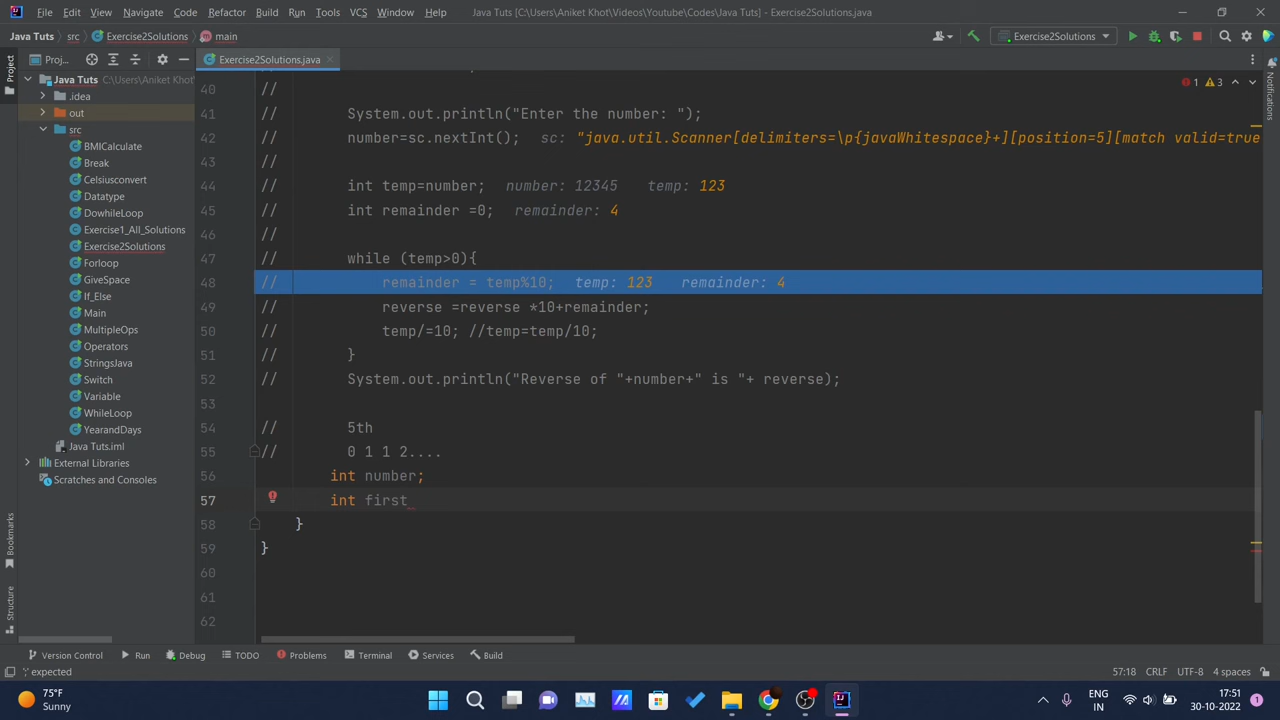 File Edit View Navigate Code Refactor Build Run Tools VCS Window Help Java Tuts [C:\Users\Aniket Khot\Videos\Youtube\Codes\Java Tuts] - Exercise2Solutions.java
Java Tuts src Exercise2Solutions main Exercise2Solutions
Project
Proj... Exercise2Solutions.java
Java Tuts C:\Users\Aniket Khot\
.idea
out
src
BMICalculate
Break
Celsiusconvert
Datatype
DowhileLoop
Exercise1_All_Solutions
Exercise2Solutions
Forloop
GiveSpace
If_Else
Main
MultipleOps
Operators
StringsJava
Switch
Variable
WhileLoop
YearandDays
Java Tuts.iml
External Libraries
Scratches and Consoles
Bookmarks
Structure
1 3
Notifications
40 //
41 // System.out.println("Enter the number: ");
42 // number=sc.nextInt(); sc: "java.util.Scanner[delimiters=\p{javaWhitespace}+][position=5][match valid=true
43 //
44 // int temp=number; number: 12345 temp: 123
45 // int remainder =0; remainder: 4
46 //
47 // while (temp>0){
48 // remainder = temp%10; temp: 123 remainder: 4
49 // reverse =reverse *10+remainder;
50 // temp/=10; //temp=temp/10;
51 // }
52 // System.out.println("Reverse of "+number+" is "+ reverse);
53
54 // 5th
55 // 0 1 1 2....
56 int number;
57 int first
58 }
59 }
60
61
62
Version Control Run Debug TODO Problems Terminal Services Build
';' expected 57:18 CRLF UTF-8 4 spaces
75°F
Sunny
ENG
IN
17:51
30-10-2022
1